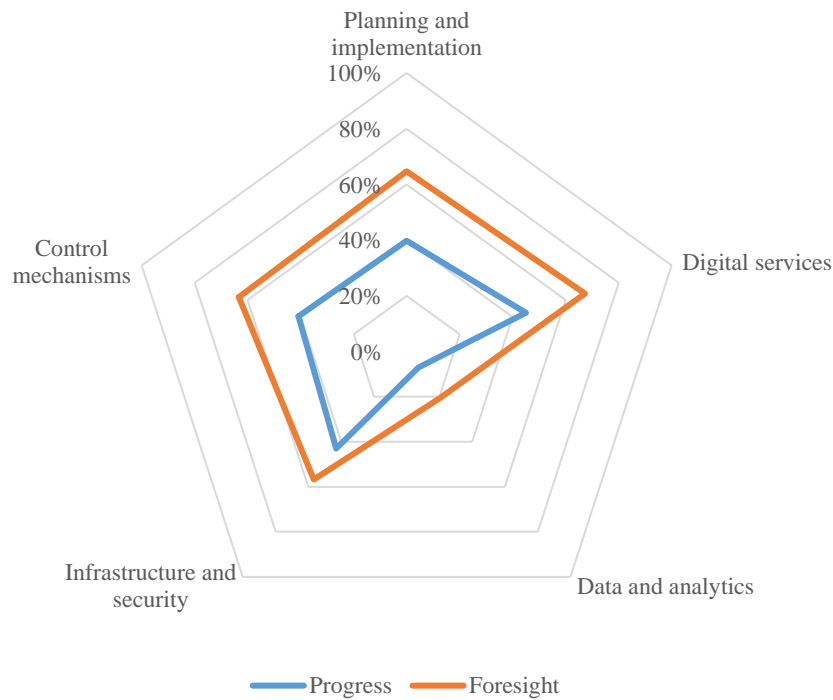 Planning and
implementation
100%
80%
60%
40%
20%
0%
Digital services
Data and analytics
Infrastructure and
security
Control
mechanisms
Progress
Foresight